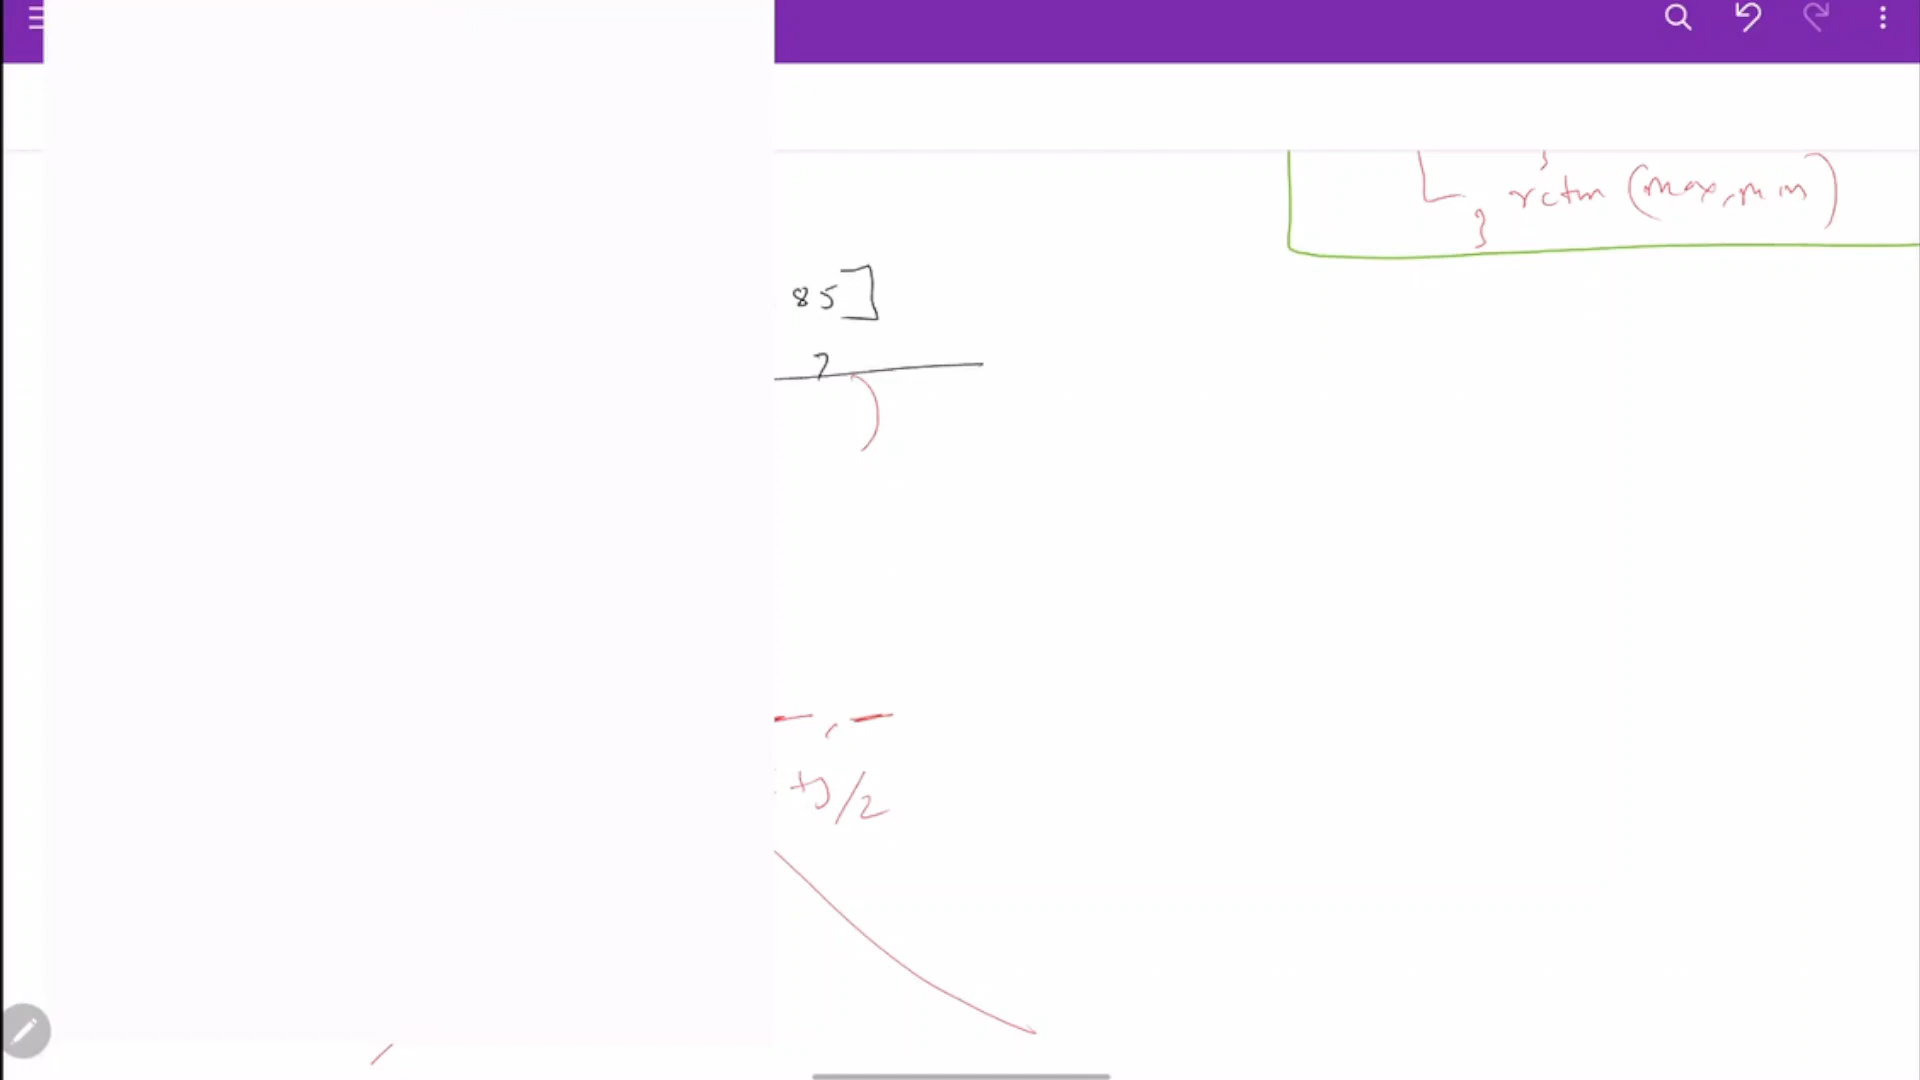 } return (max, min)
}
85]
7
— , —
+j/2